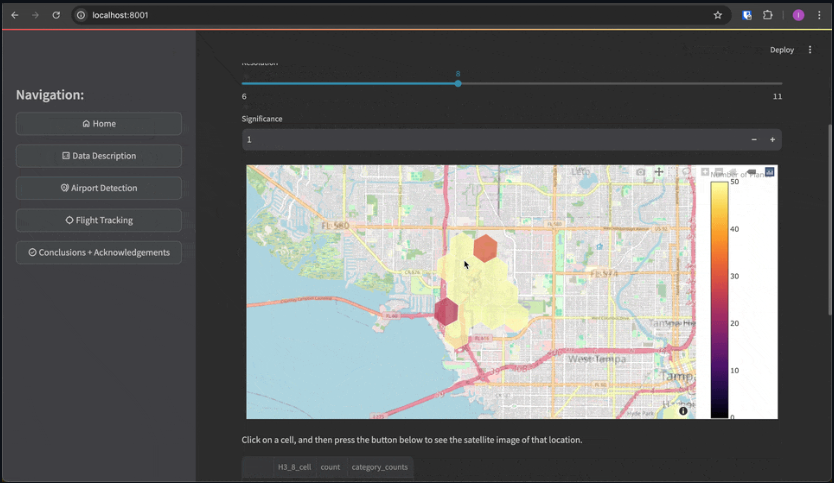 localhost:8001
Deploy
Navigation:
Home
Data Description
Airport Detection
Flight Tracking
Conclusions + Acknowledgements
Resolution
8
6
11
Significance
1
Number of Planes
50
40
30
20
10
0
FL 580
West Tampa
Click on a cell, and then press the button below to see the satellite image of that location.
H3_8_cell count category_counts